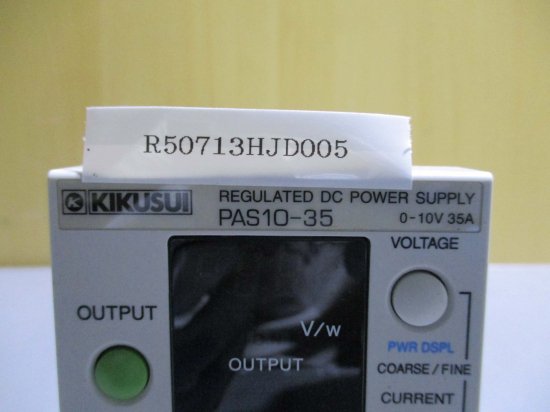 R50713HJD005
KIKUSUI
REGULATED DC POWER SUPPLY
PAS10-35
0-10V 35A
VOLTAGE
OUTPUT
V/w
OUTPUT
PWR DSPL
COARSE/FINE
CURRENT